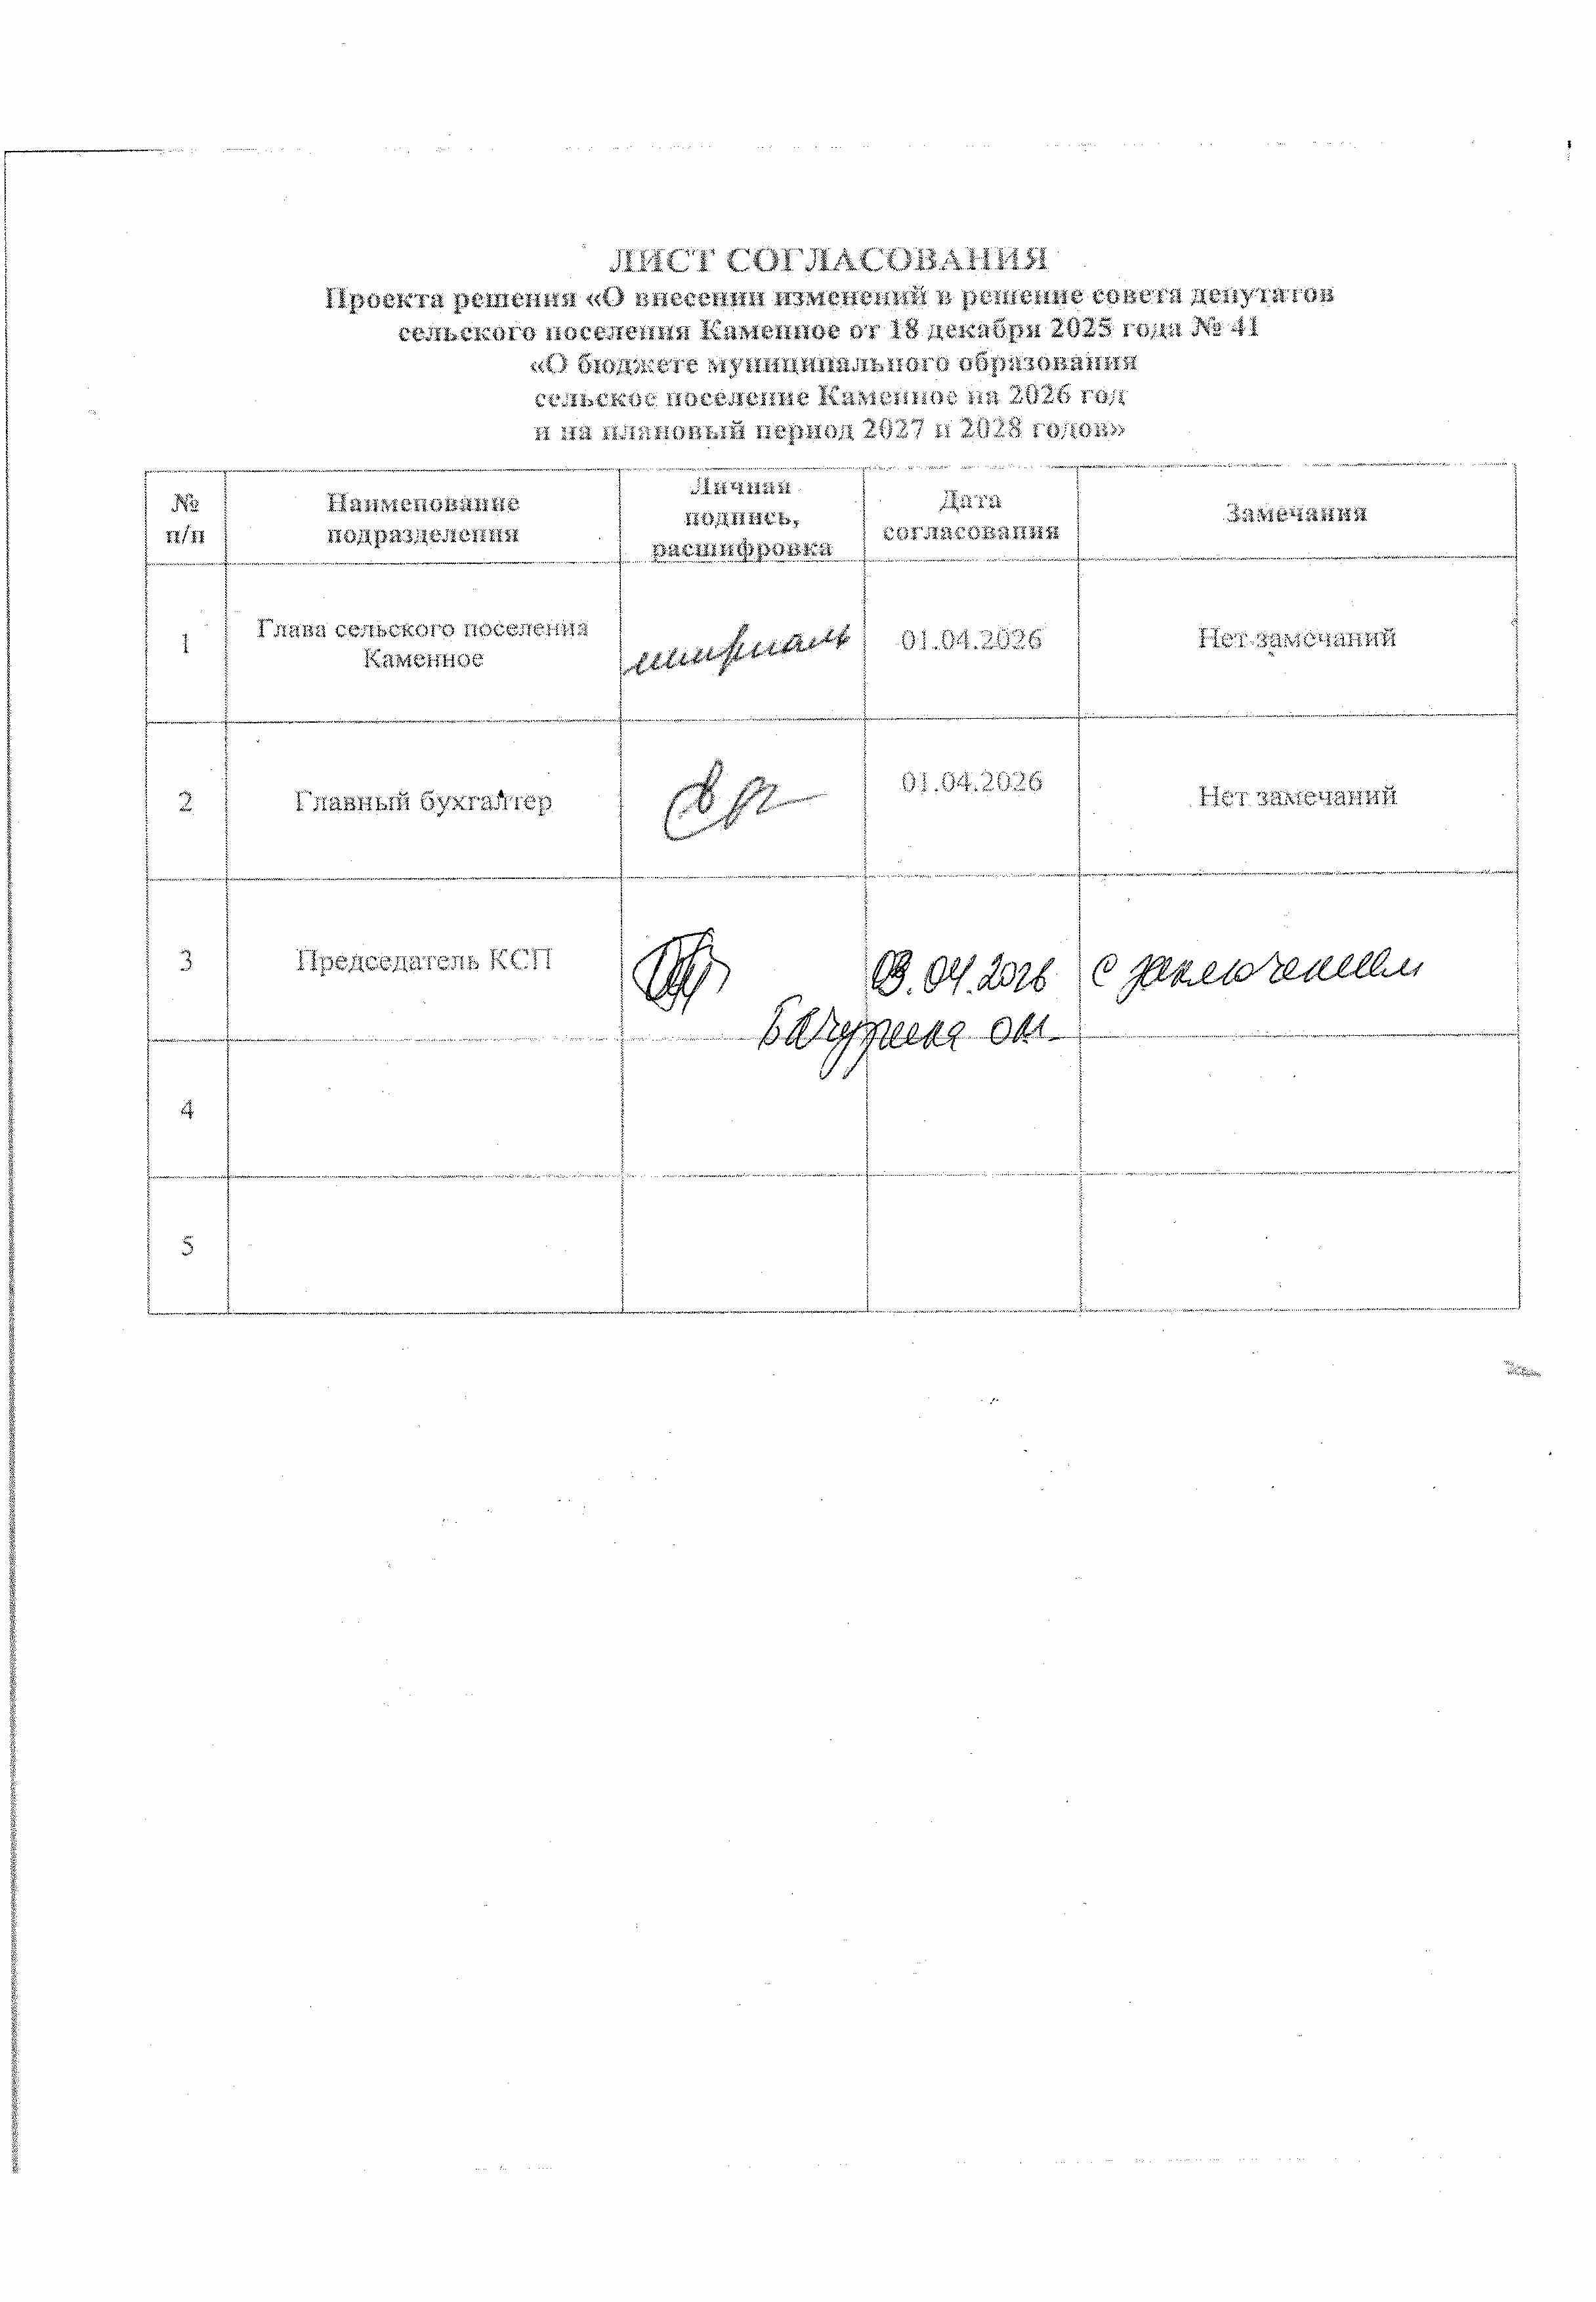 ЛИСТ СОГЛАСОВАНИЯ
Проекта решения «О внесении изменений в решение совета депутатов
сельского поселения Каменное от 18 декабря 2025 года № 41
«О бюджете муниципального образования
сельское поселение Каменное на 2026 год
и на плановый период 2027 и 2028 годов»
№ п/п
Наименование подразделения
Личная подпись, расшифровка
Дата согласования
Замечания
1
Глава сельского поселения
Каменное
01.04.2026
Нет замечаний
2
Главный бухгалтер
01.04.2026
Нет замечаний
3
Председатель КСП
03.04.2026
с заключением
Бачурина ОМ.
4
5